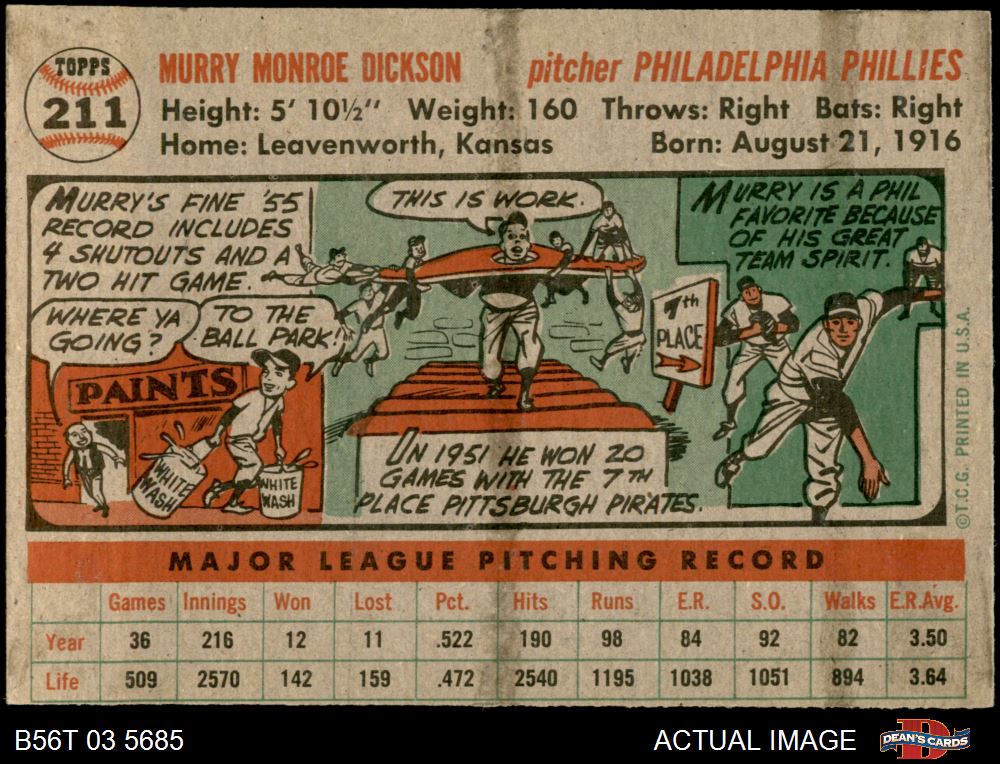 TOPPS
211
MURRY MONROE DICKSON pitcher PHILADELPHIA PHILLIES
Height: 5' 10½" Weight: 160 Throws: Right Bats: Right
Home: Leavenworth, Kansas Born: August 21, 1916
MURRY'S FINE '55
RECORD INCLUDES
4 SHUTOUTS AND A
TWO HIT GAME.
WHERE YA
GOING?
TO THE
BALL PARK!
PAINTS
WHITE
WASH
WHITE
WASH
THIS IS WORK.
IN 1951 HE WON 20
GAMES WITH THE 7TH
PLACE PITTSBURGH PIRATES.
7th
PLACE
MURRY IS A PHIL
FAVORITE BECAUSE
OF HIS GREAT
TEAM SPIRIT.
©T.C.G. PRINTED IN U.S.A.
MAJOR LEAGUE PITCHING RECORD
Games Innings Won Lost Pct. Hits Runs E.R. S.O. Walks E.R.Avg.
Year 36 216 12 11 .522 190 98 84 92 82 3.50
Life 509 2570 142 159 .472 2540 1195 1038 1051 894 3.64
B56T 03 5685
ACTUAL IMAGE
D
DEAN'S CARDS